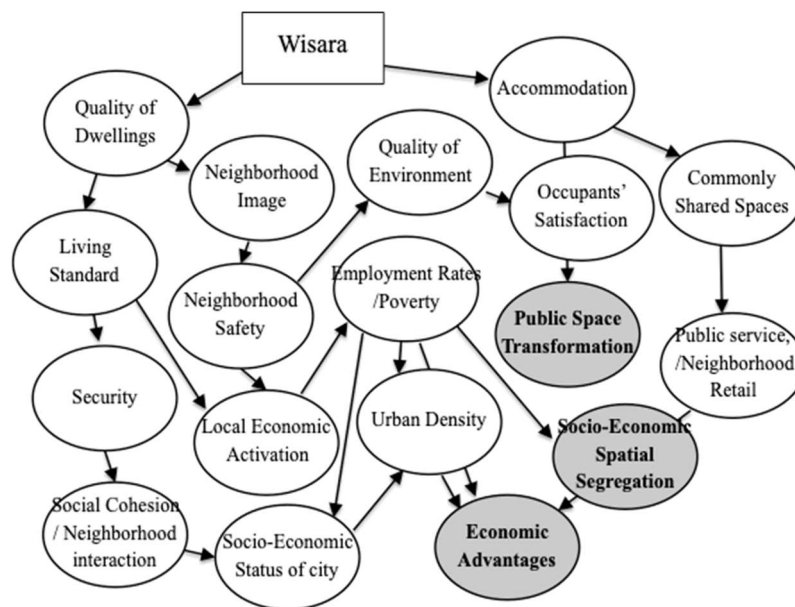 Wisara
Accommodation
Quality of
Dwellings
Quality of
Environment
Neighborhood
Image
Occupants’
Satisfaction
Commonly
Shared Spaces
Living
Standard
Neighborhood
Safety
Employment Rates
/Poverty
Public Space
Transformation
Public service,
/Neighborhood
Retail
Security
Local Economic
Activation
Urban Density
Socio-Economic
Spatial
Segregation
Social Cohesion
/ Neighborhood
interaction
Socio-Economic
Status of city
Economic
Advantages